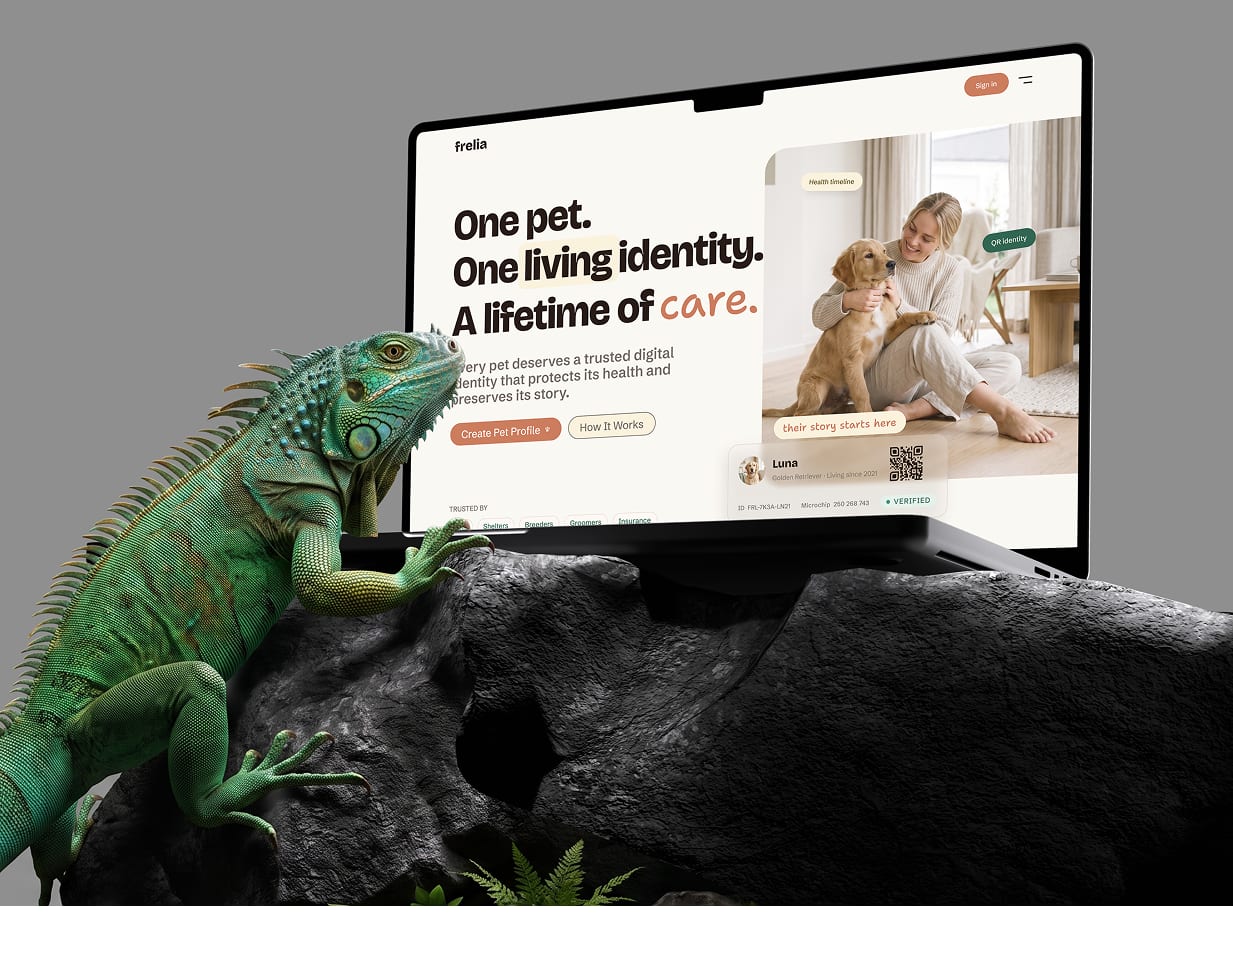 Sign in
frelia
One pet.
One living identity.
A lifetime of care.
very pet deserves a trusted digital
dentity that protects its health and
preserves its story.
Create Pet Profile
How It Works
Health timeline
QR identity
their story starts here
Luna
Golden Retriever · Living since 2021
ID FRL-7K3A-LN21
Microchip 250 268 743
VERIFIED
TRUSTED BY
Shelters
Breeders
Groomers
Insurance